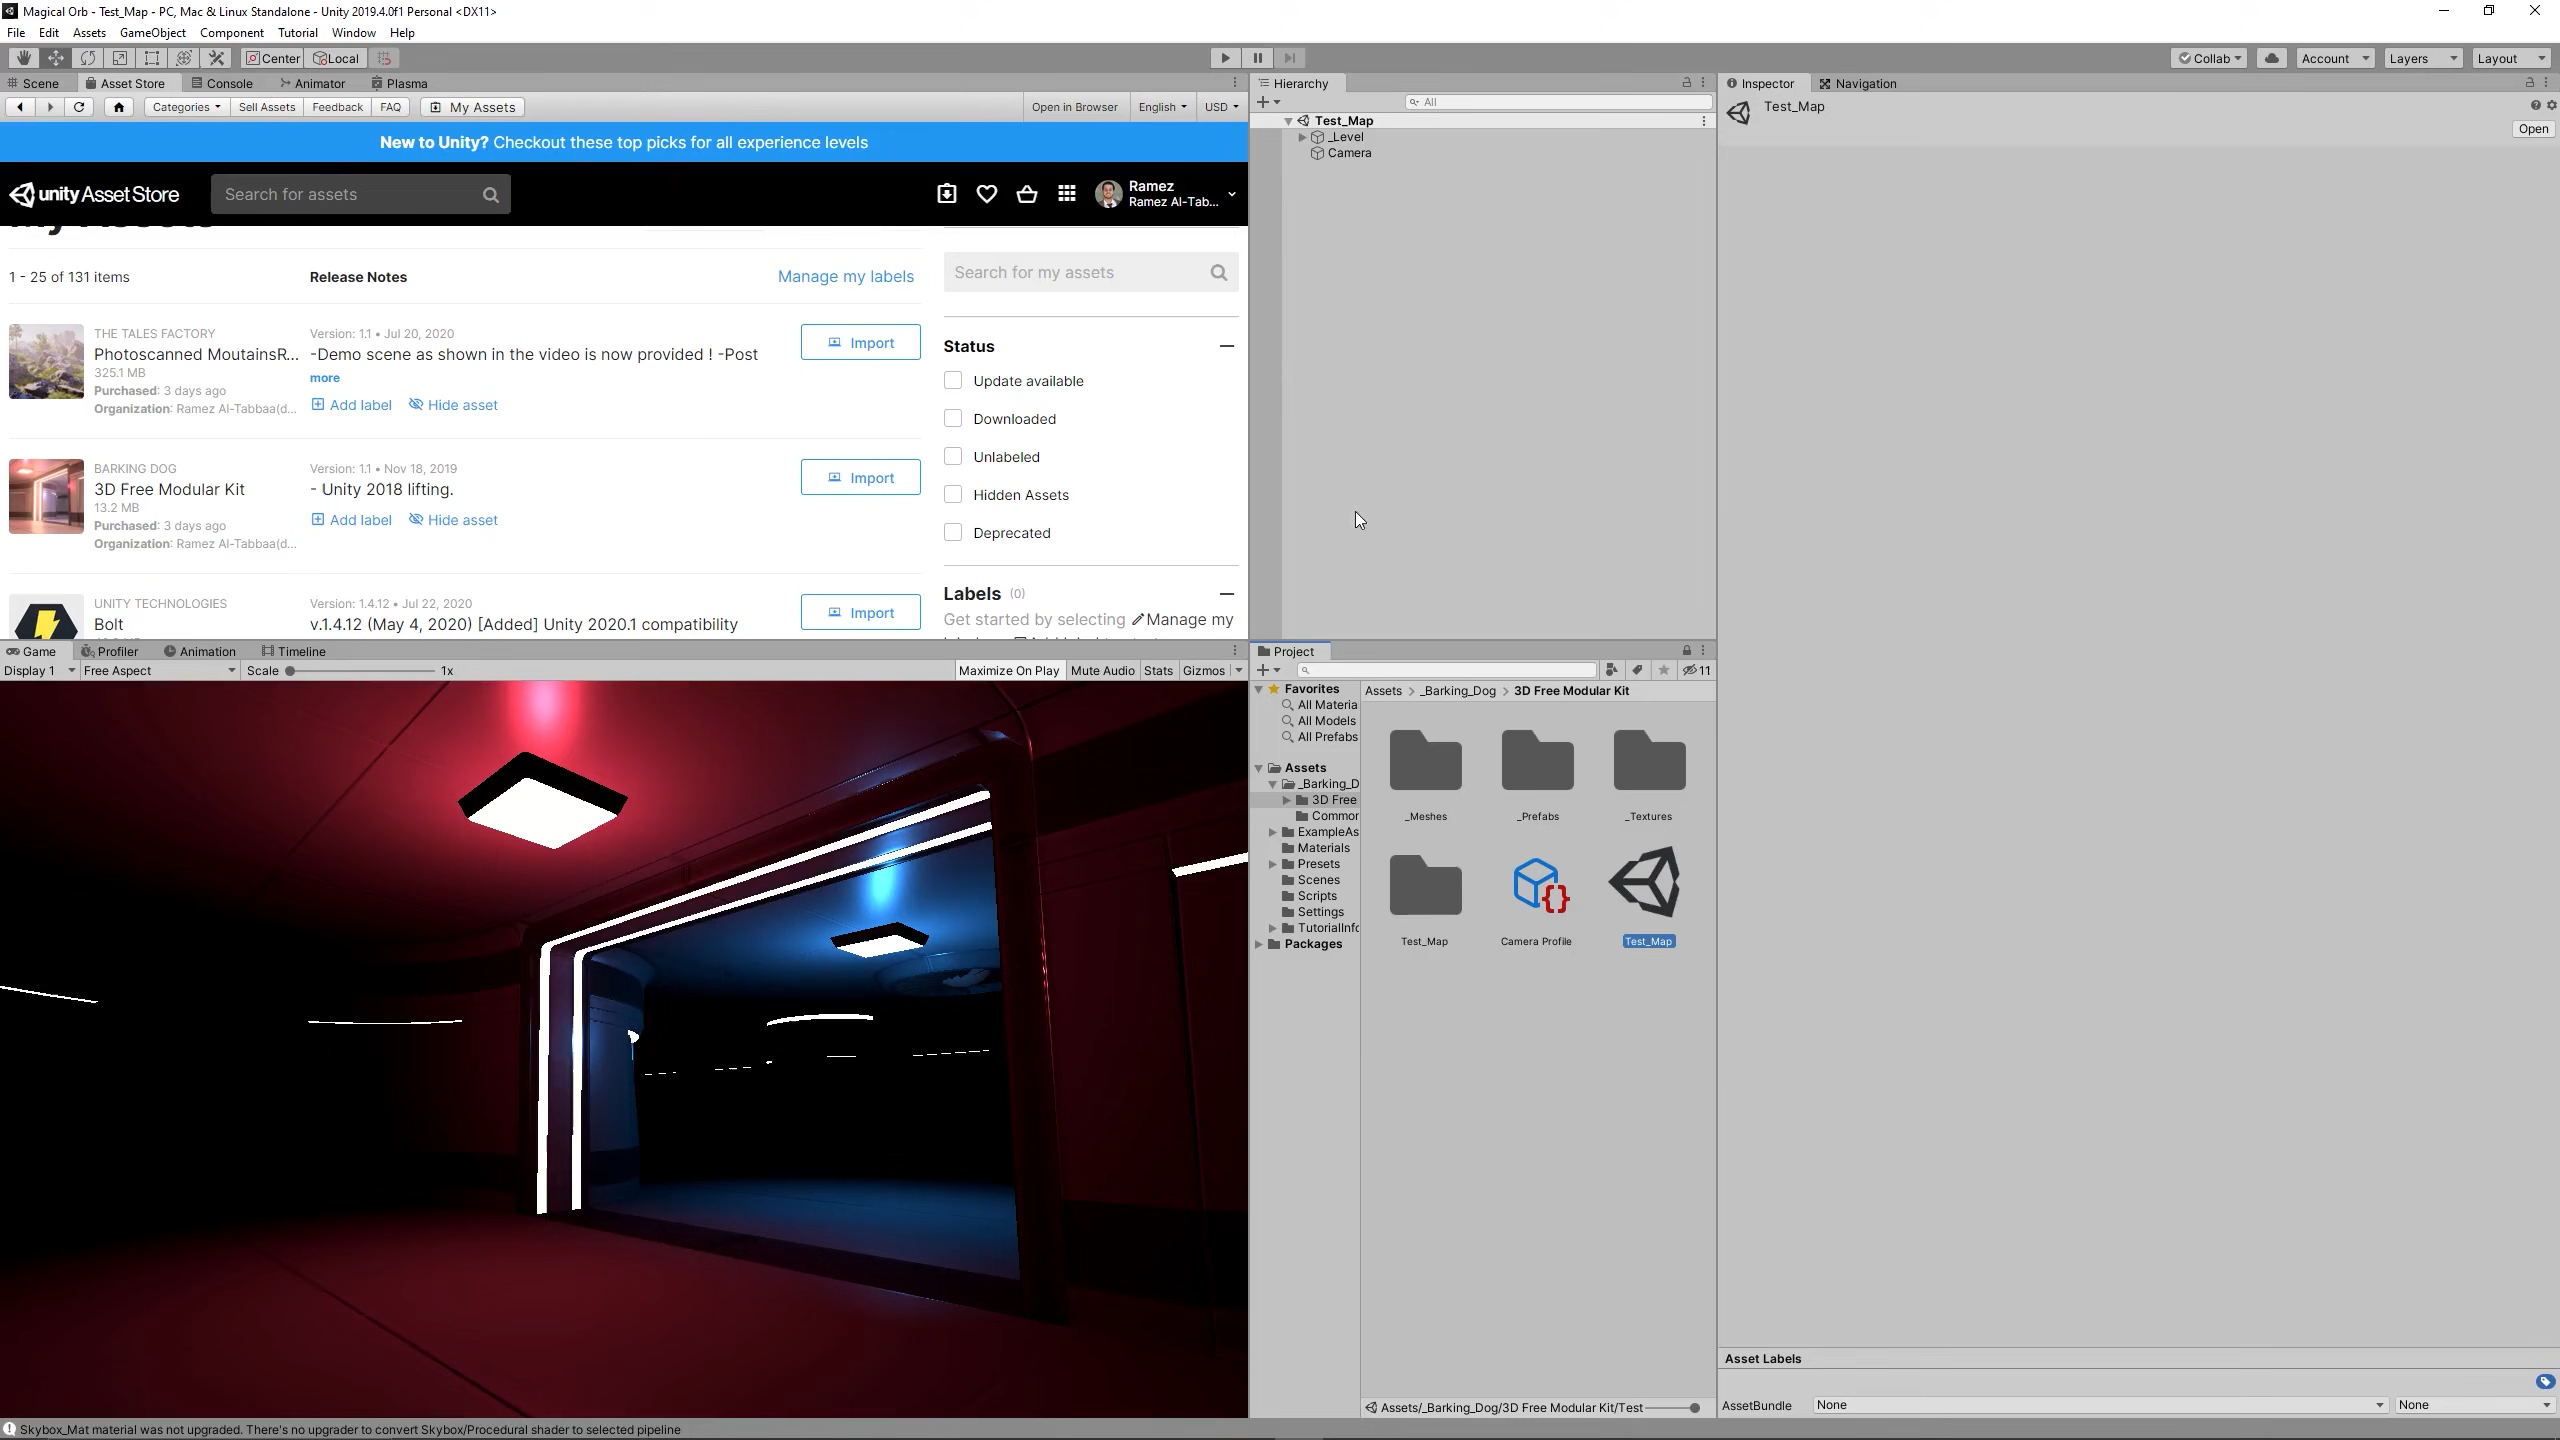 Magical Orb - Test_Map - PC, Mac & Linux Standalone - Unity 2019.4.0f1 Personal <DX11>
File Edit Assets GameObject Component Tutorial Window Help
Center Local Collab Account Layers Layout
Scene Asset Store Console Animator Plasma
Categories Sell Assets Feedback FAQ My Assets Open in Browser English USD
New to Unity? Checkout these top picks for all experience levels
unity Asset Store Search for assets
Ramez
Ramez Al-Tab...
My Assets
1 - 25 of 131 items Release Notes Manage my labels
THE TALES FACTORY
Photoscanned MoutainsR...
325.1 MB
Purchased: 3 days ago
Organization: Ramez Al-Tabbaa(d...
Version: 1.1 • Jul 20, 2020
-Demo scene as shown in the video is now provided ! -Post
more
Add label Hide asset
Import
BARKING DOG
3D Free Modular Kit
13.2 MB
Purchased: 3 days ago
Organization: Ramez Al-Tabbaa(d...
Version: 1.1 • Nov 18, 2019
- Unity 2018 lifting.
Add label Hide asset
Import
UNITY TECHNOLOGIES
Bolt
Version: 1.4.12 • Jul 22, 2020
v.1.4.12 (May 4, 2020) [Added] Unity 2020.1 compatibility
Import
Search for my assets
Status
Update available
Downloaded
Unlabeled
Hidden Assets
Deprecated
Labels (0)
Get started by selecting Manage my
Hierarchy
All
Test_Map
_Level
Camera
Inspector Navigation
Test_Map
Open
Game Profiler Animation Timeline
Display 1 Free Aspect Scale 1x Maximize On Play Mute Audio Stats Gizmos
Project
11
Favorites
All Materia
All Models
All Prefabs
Assets
_Barking_D
3D Free
Common
ExampleAs
Materials
Presets
Scenes
Scripts
Settings
TutorialInfo
Packages
Assets > _Barking_Dog > 3D Free Modular Kit
_Meshes _Prefabs _Textures
Test_Map Camera Profile Test_Map
Assets/_Barking_Dog/3D Free Modular Kit/Test
Asset Labels
AssetBundle None None
Skybox_Mat material was not upgraded. There's no upgrader to convert Skybox/Procedural shader to selected pipeline